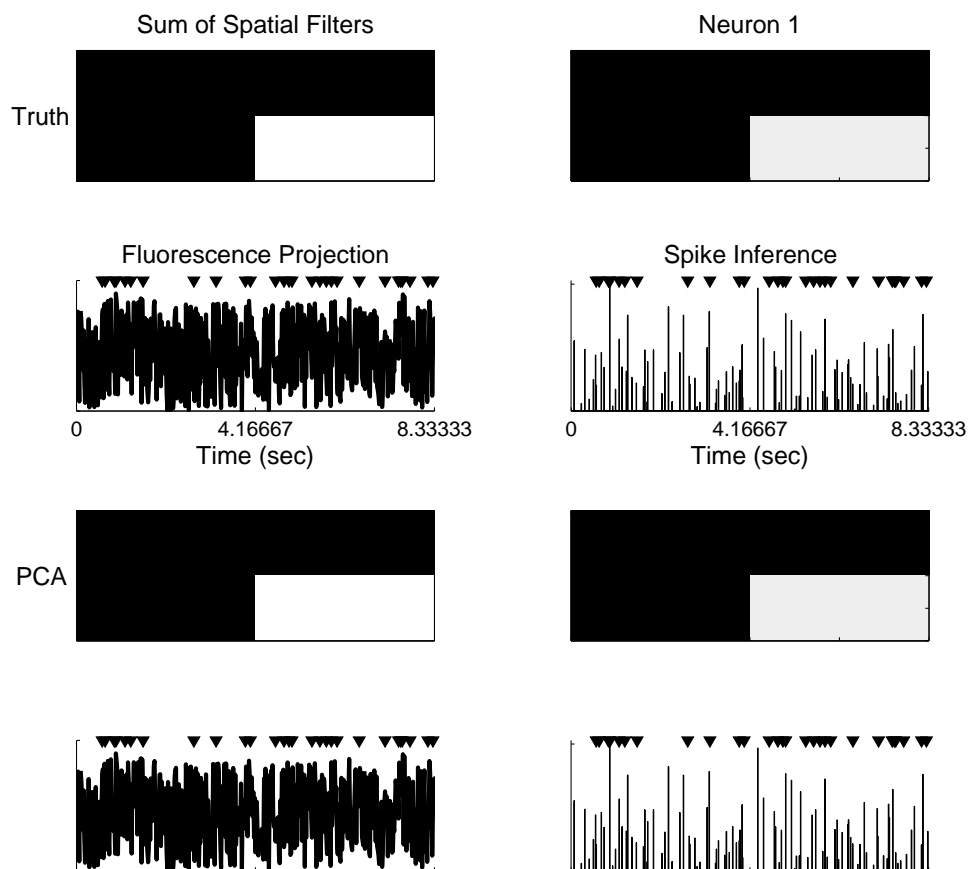 Sum of Spatial Filters
Neuron 1
Truth
Fluorescence Projection
Spike Inference
0
4.16667
8.33333
0
4.16667
8.33333
Time (sec)
Time (sec)
PCA